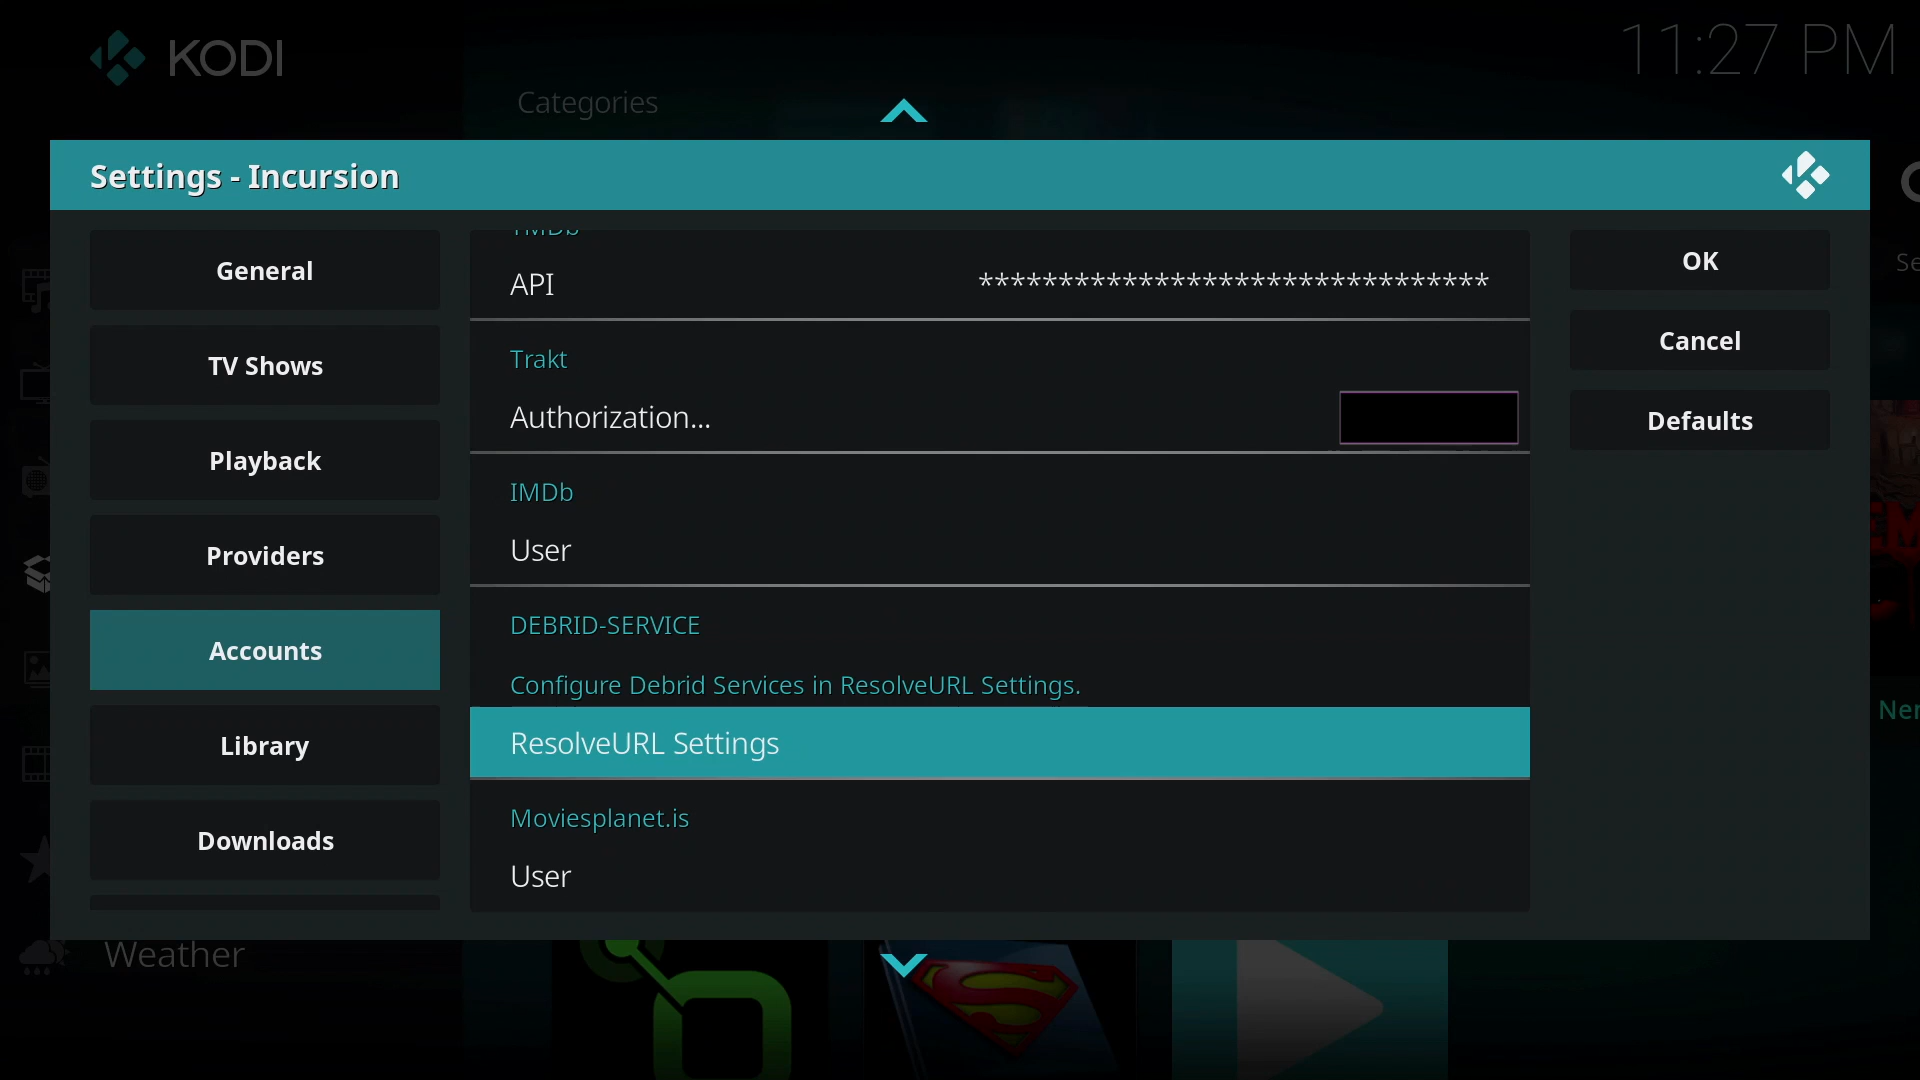 KODI
11:27 PM
Categories
Settings - Incursion
General
TV Shows
Playback
Providers
Accounts
Library
Downloads
TMDb
API
********************************
Trakt
Authorization...
IMDb
User
DEBRID-SERVICE
Configure Debrid Services in ResolveURL Settings.
ResolveURL Settings
Moviesplanet.is
User
OK
Cancel
Defaults
Weather